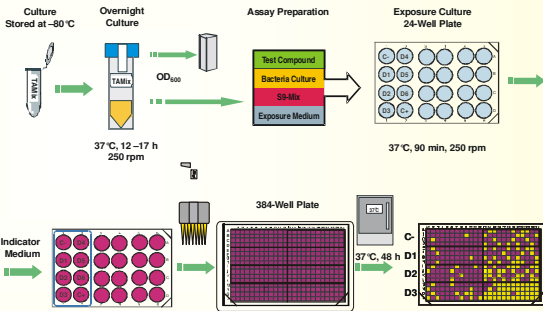 Culture
Stored at –80°C
Overnight
Culture
Assay Preparation
Exposure Culture
24-Well Plate
TAMix
TAMix
OD600
Test Compound
Bacteria Culture
S9-Mix
Exposure Medium
C- D4
D1 D5
D2 D6
D3 C+
37°C, 12 –17 h
250 rpm
37°C, 90 min, 250 rpm
384-Well Plate
Indicator
Medium
C- D4
D1 D5
D2 D6
D3 C+
37°C
37°C, 48 h
C-
D1
D2
D3